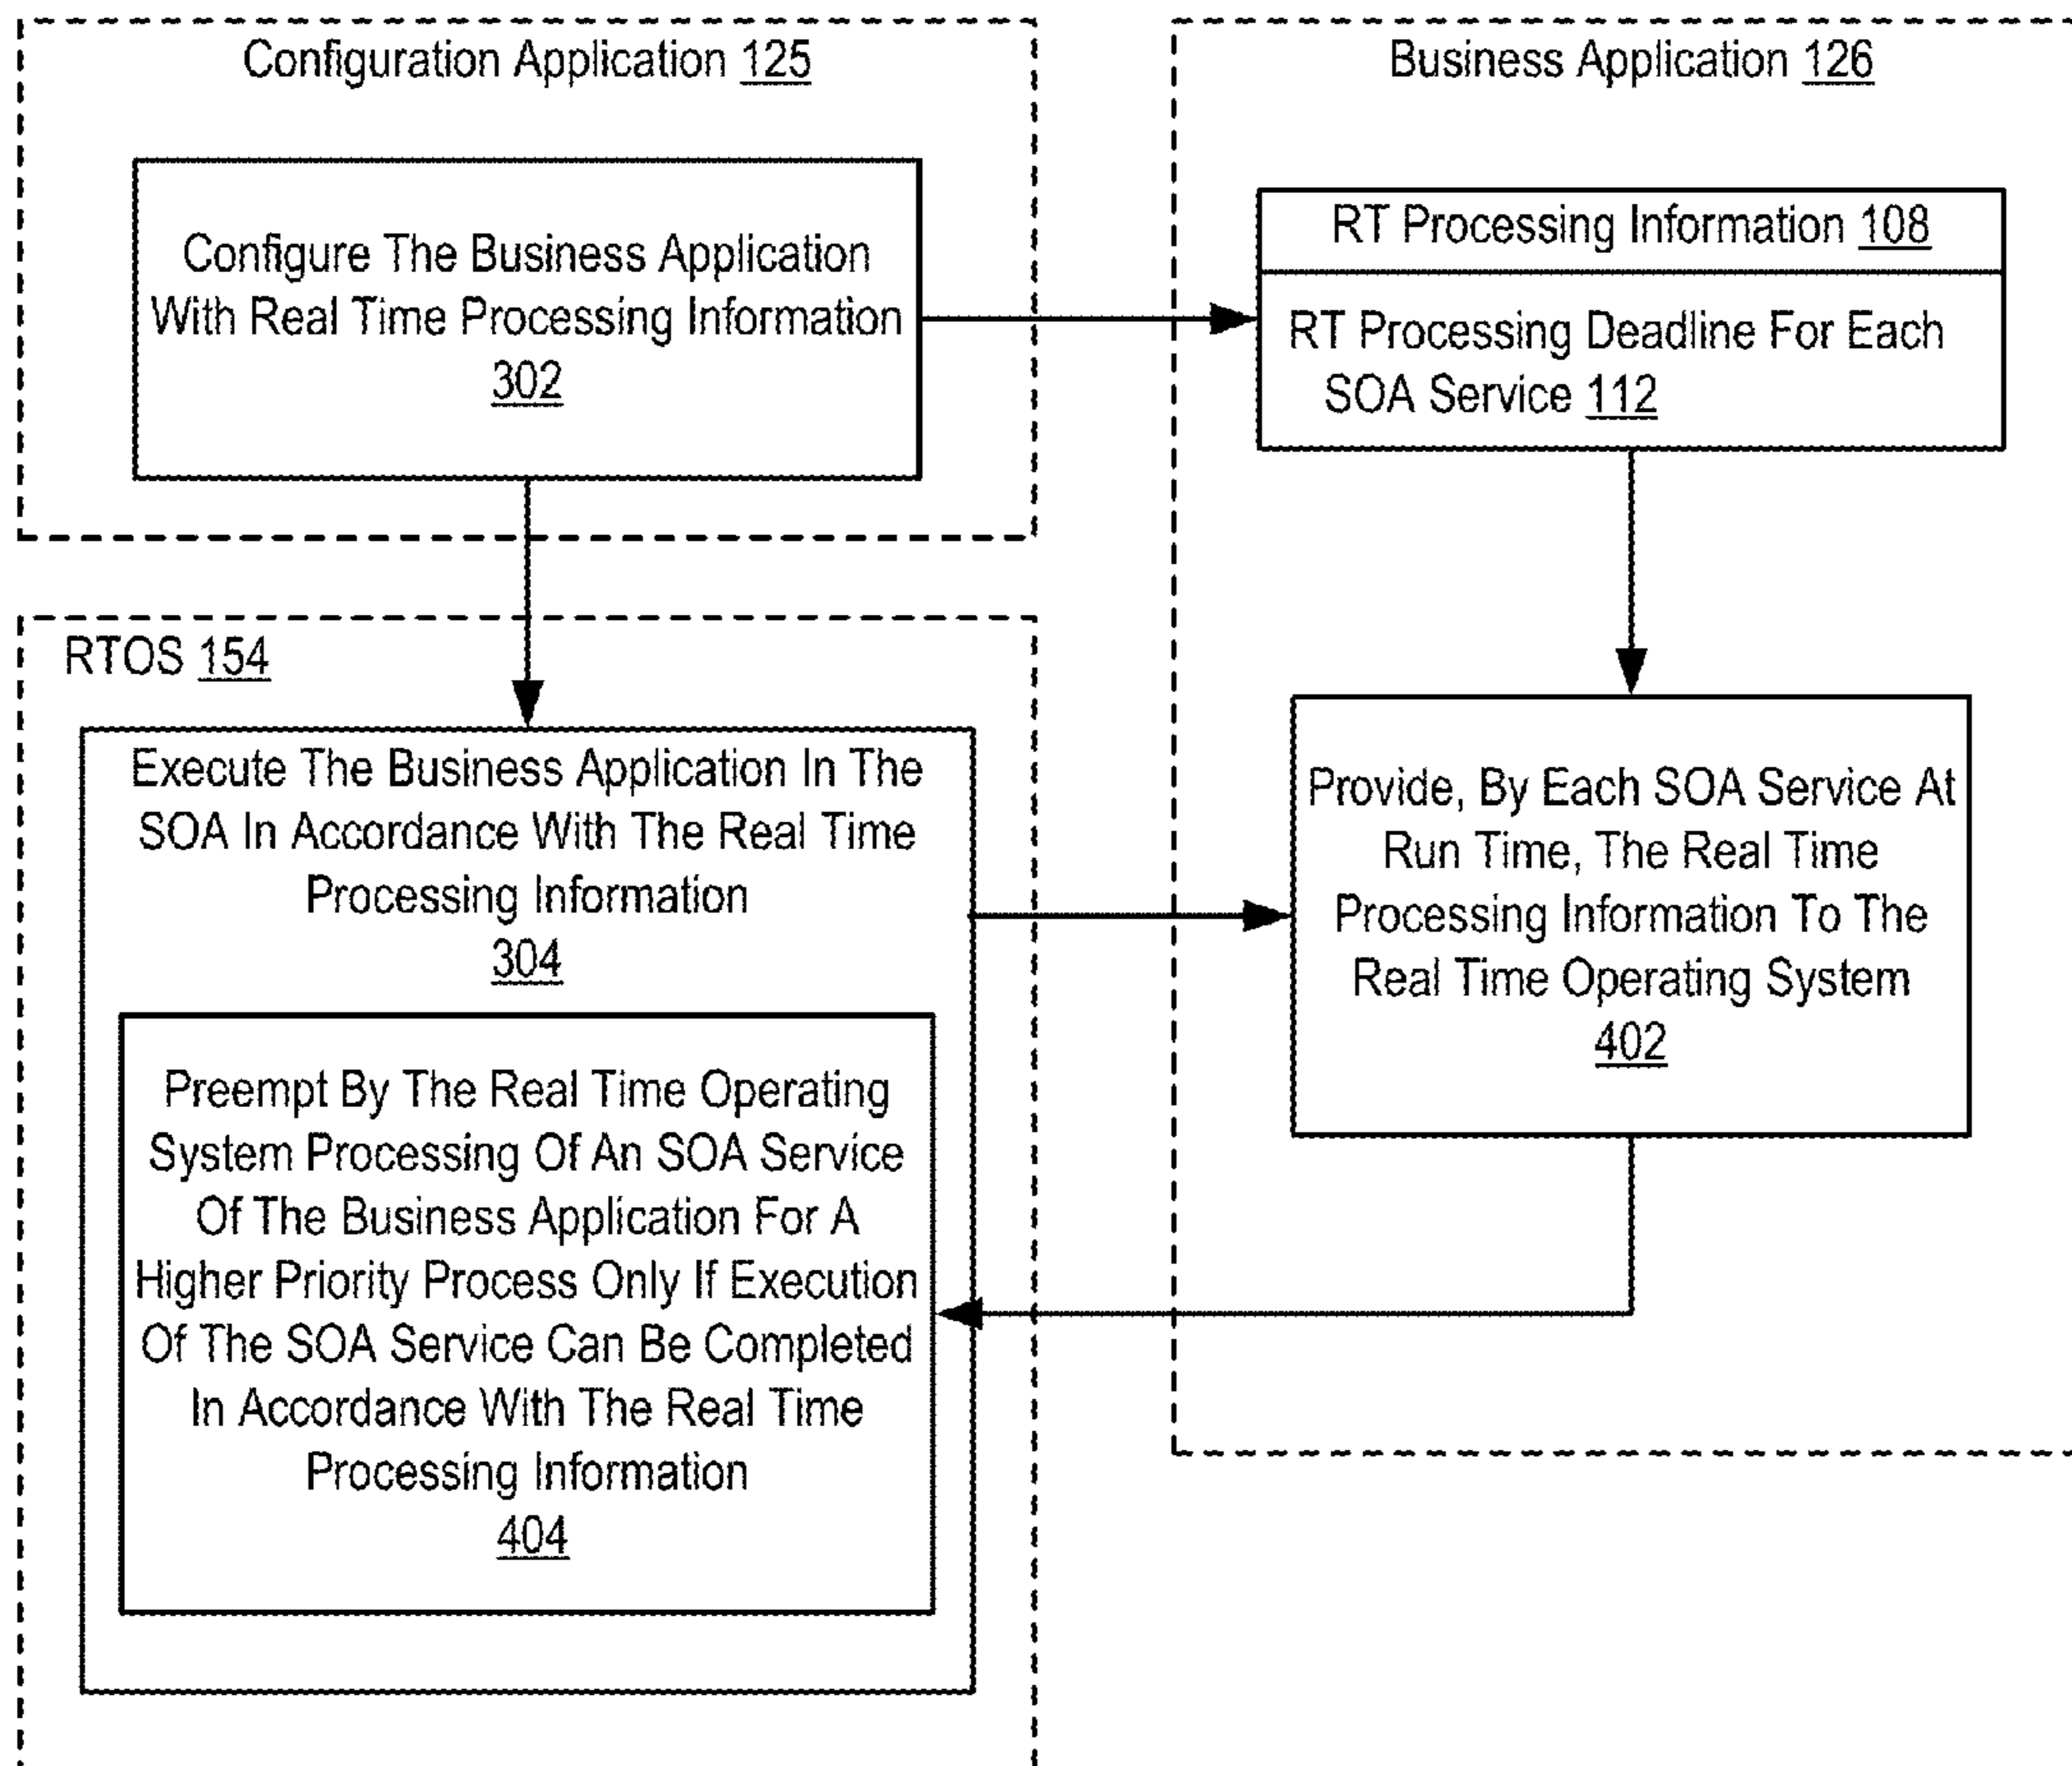 Configuration Application 125
Configure The Business Application
With Real Time Processing Information
302
Business Application 126
RT Processing Information 108
RT Processing Deadline For Each
SOA Service 112
RTOS 154
Execute The Business Application In The
SOA In Accordance With The Real Time
Processing Information
304
Provide, By Each SOA Service At
Run Time, The Real Time
Processing Information To The
Real Time Operating System
402
Preempt By The Real Time Operating
System Processing Of An SOA Service
Of The Business Application For A
Higher Priority Process Only If Execution
Of The SOA Service Can Be Completed
In Accordance With The Real Time
Processing Information
404